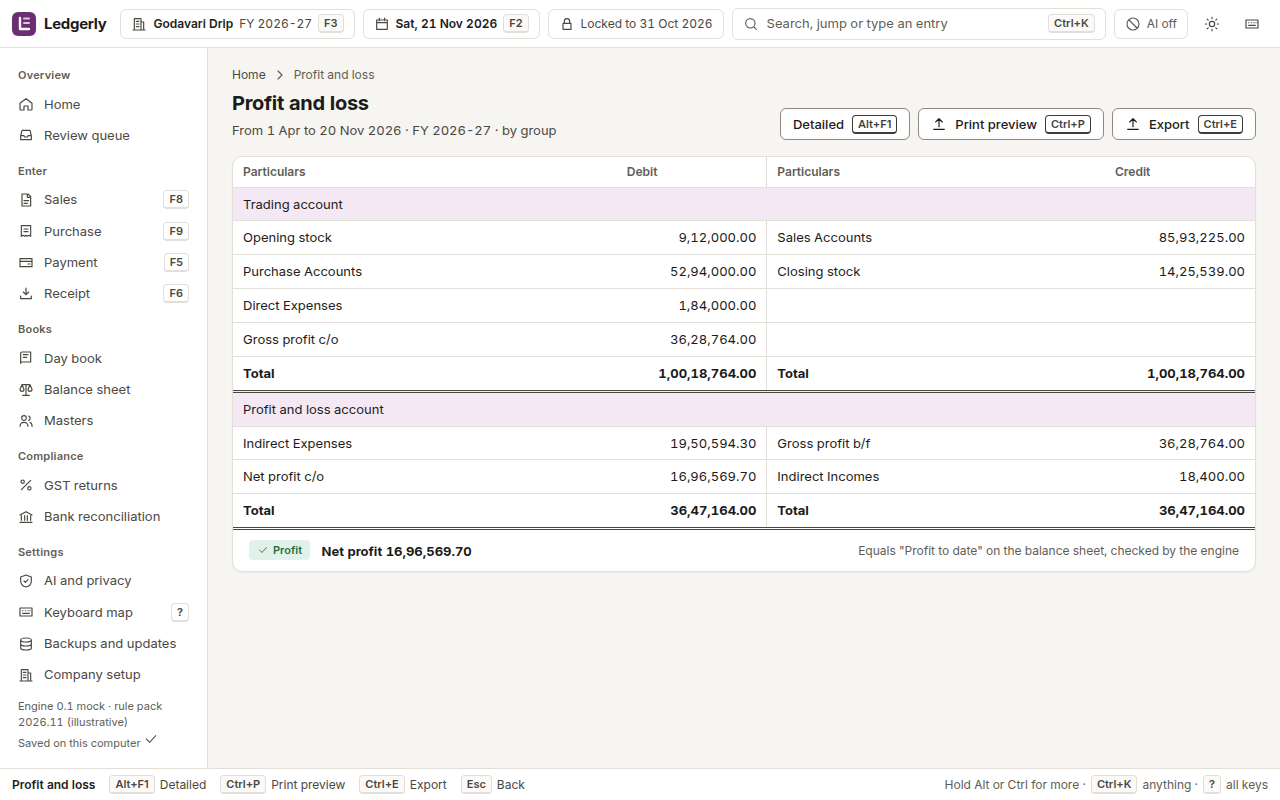 Ledgerly
Godavari Drip FY 2026-27 F3
Sat, 21 Nov 2026 F2
Locked to 31 Oct 2026
Search, jump or type an entry Ctrl+K
AI off
Overview
Home
Review queue
Enter
Sales F8
Purchase F9
Payment F5
Receipt F6
Books
Day book
Balance sheet
Masters
Compliance
GST returns
Bank reconciliation
Settings
AI and privacy
Keyboard map ?
Backups and updates
Company setup
Engine 0.1 mock · rule pack
2026.11 (illustrative)
Saved on this computer
Home Profit and loss
Profit and loss
From 1 Apr to 20 Nov 2026 · FY 2026-27 · by group
Detailed Alt+F1
Print preview Ctrl+P
Export Ctrl+E
Particulars Debit Particulars Credit
Trading account
Opening stock 9,12,000.00 Sales Accounts 85,93,225.00
Purchase Accounts 52,94,000.00 Closing stock 14,25,539.00
Direct Expenses 1,84,000.00
Gross profit c/o 36,28,764.00
Total 1,00,18,764.00 Total 1,00,18,764.00
Profit and loss account
Indirect Expenses 19,50,594.30 Gross profit b/f 36,28,764.00
Net profit c/o 16,96,569.70 Indirect Incomes 18,400.00
Total 36,47,164.00 Total 36,47,164.00
Profit Net profit 16,96,569.70 Equals "Profit to date" on the balance sheet, checked by the engine
Profit and loss Alt+F1 Detailed Ctrl+P Print preview Ctrl+E Export Esc Back Hold Alt or Ctrl for more · Ctrl+K anything · ? all keys